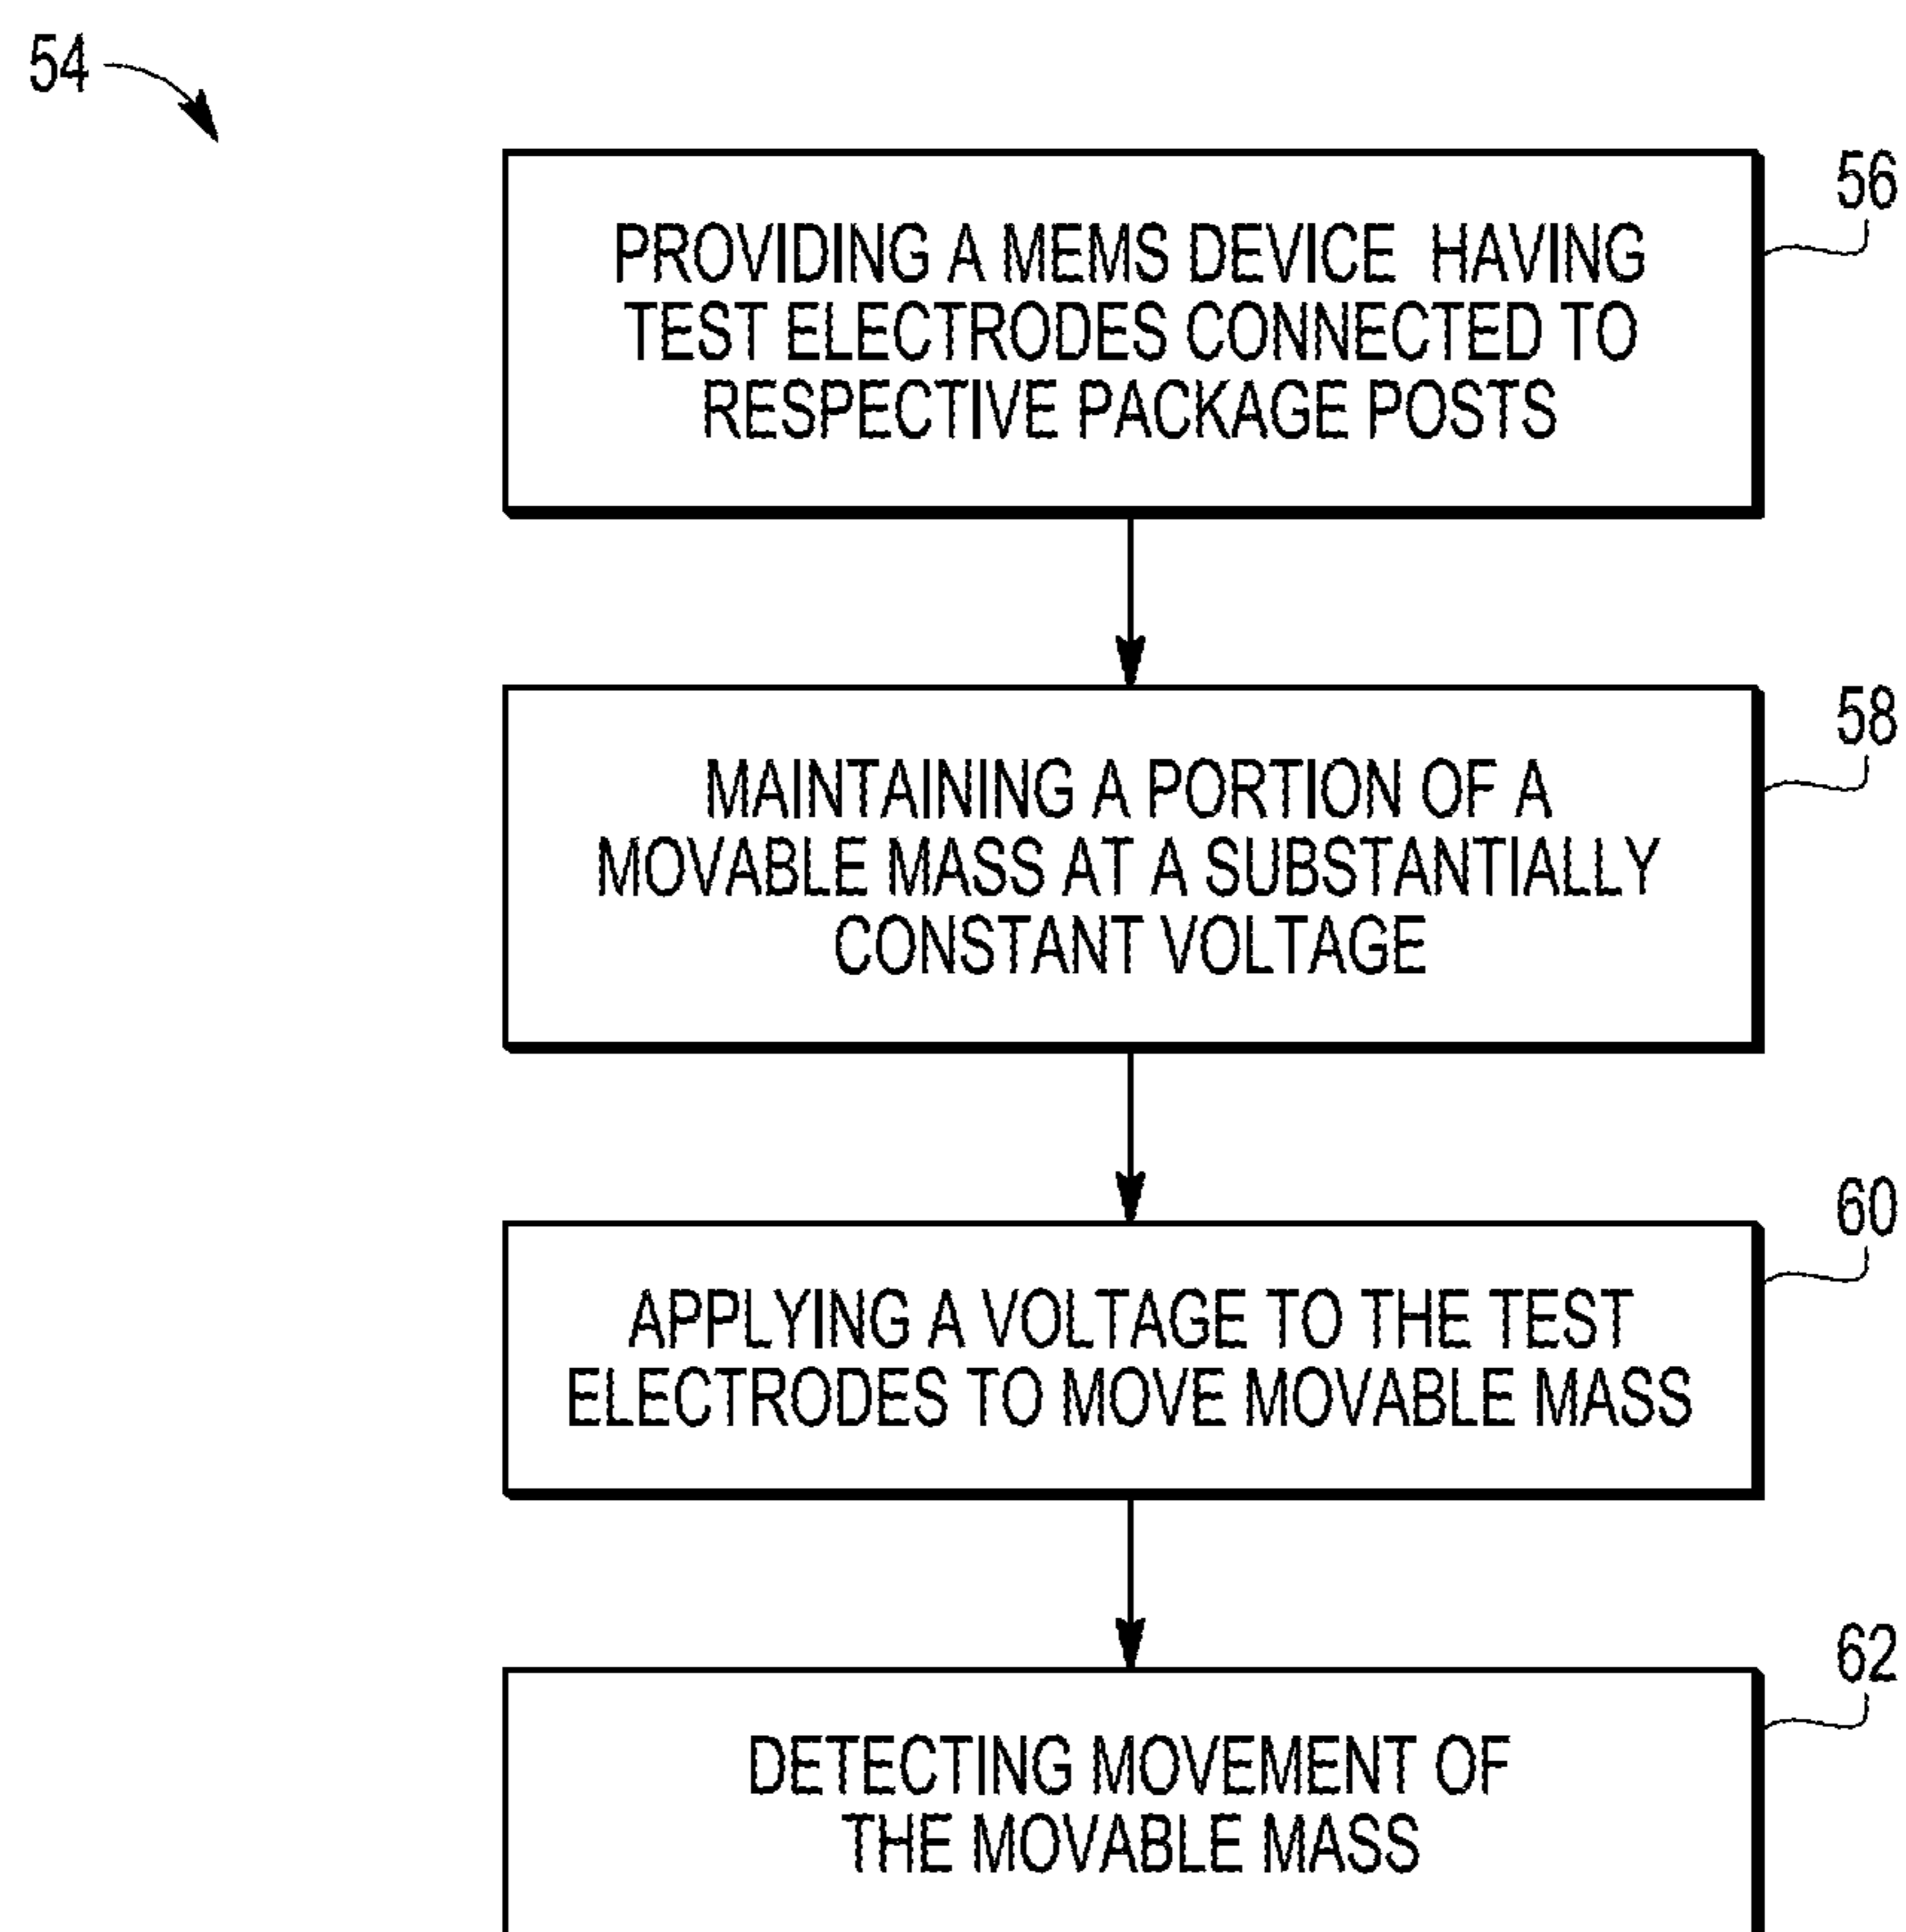 54
56
PROVIDING A MEMS DEVICE HAVING
TEST ELECTRODES CONNECTED TO
RESPECTIVE PACKAGE POSTS
58
MAINTAINING A PORTION OF A
MOVABLE MASS AT A SUBSTANTIALLY
CONSTANT VOLTAGE
60
APPLYING A VOLTAGE TO THE TEST
ELECTRODES TO MOVE MOVABLE MASS
62
DETECTING MOVEMENT OF
THE MOVABLE MASS